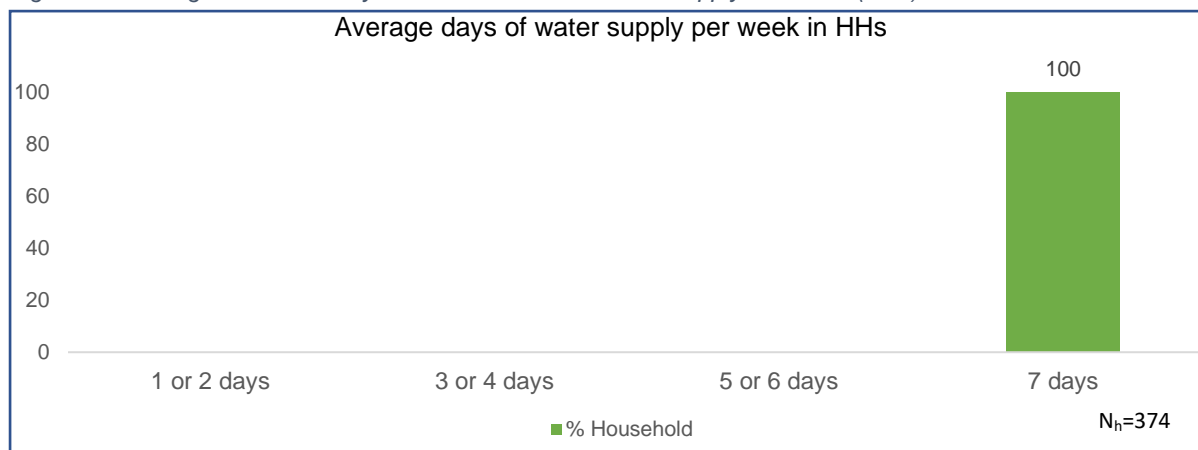 Average days of water supply per week in HHs
100
100
80
60
40
20
0
1 or 2 days
3 or 4 days
5 or 6 days
7 days
% Household
Nₕ=374